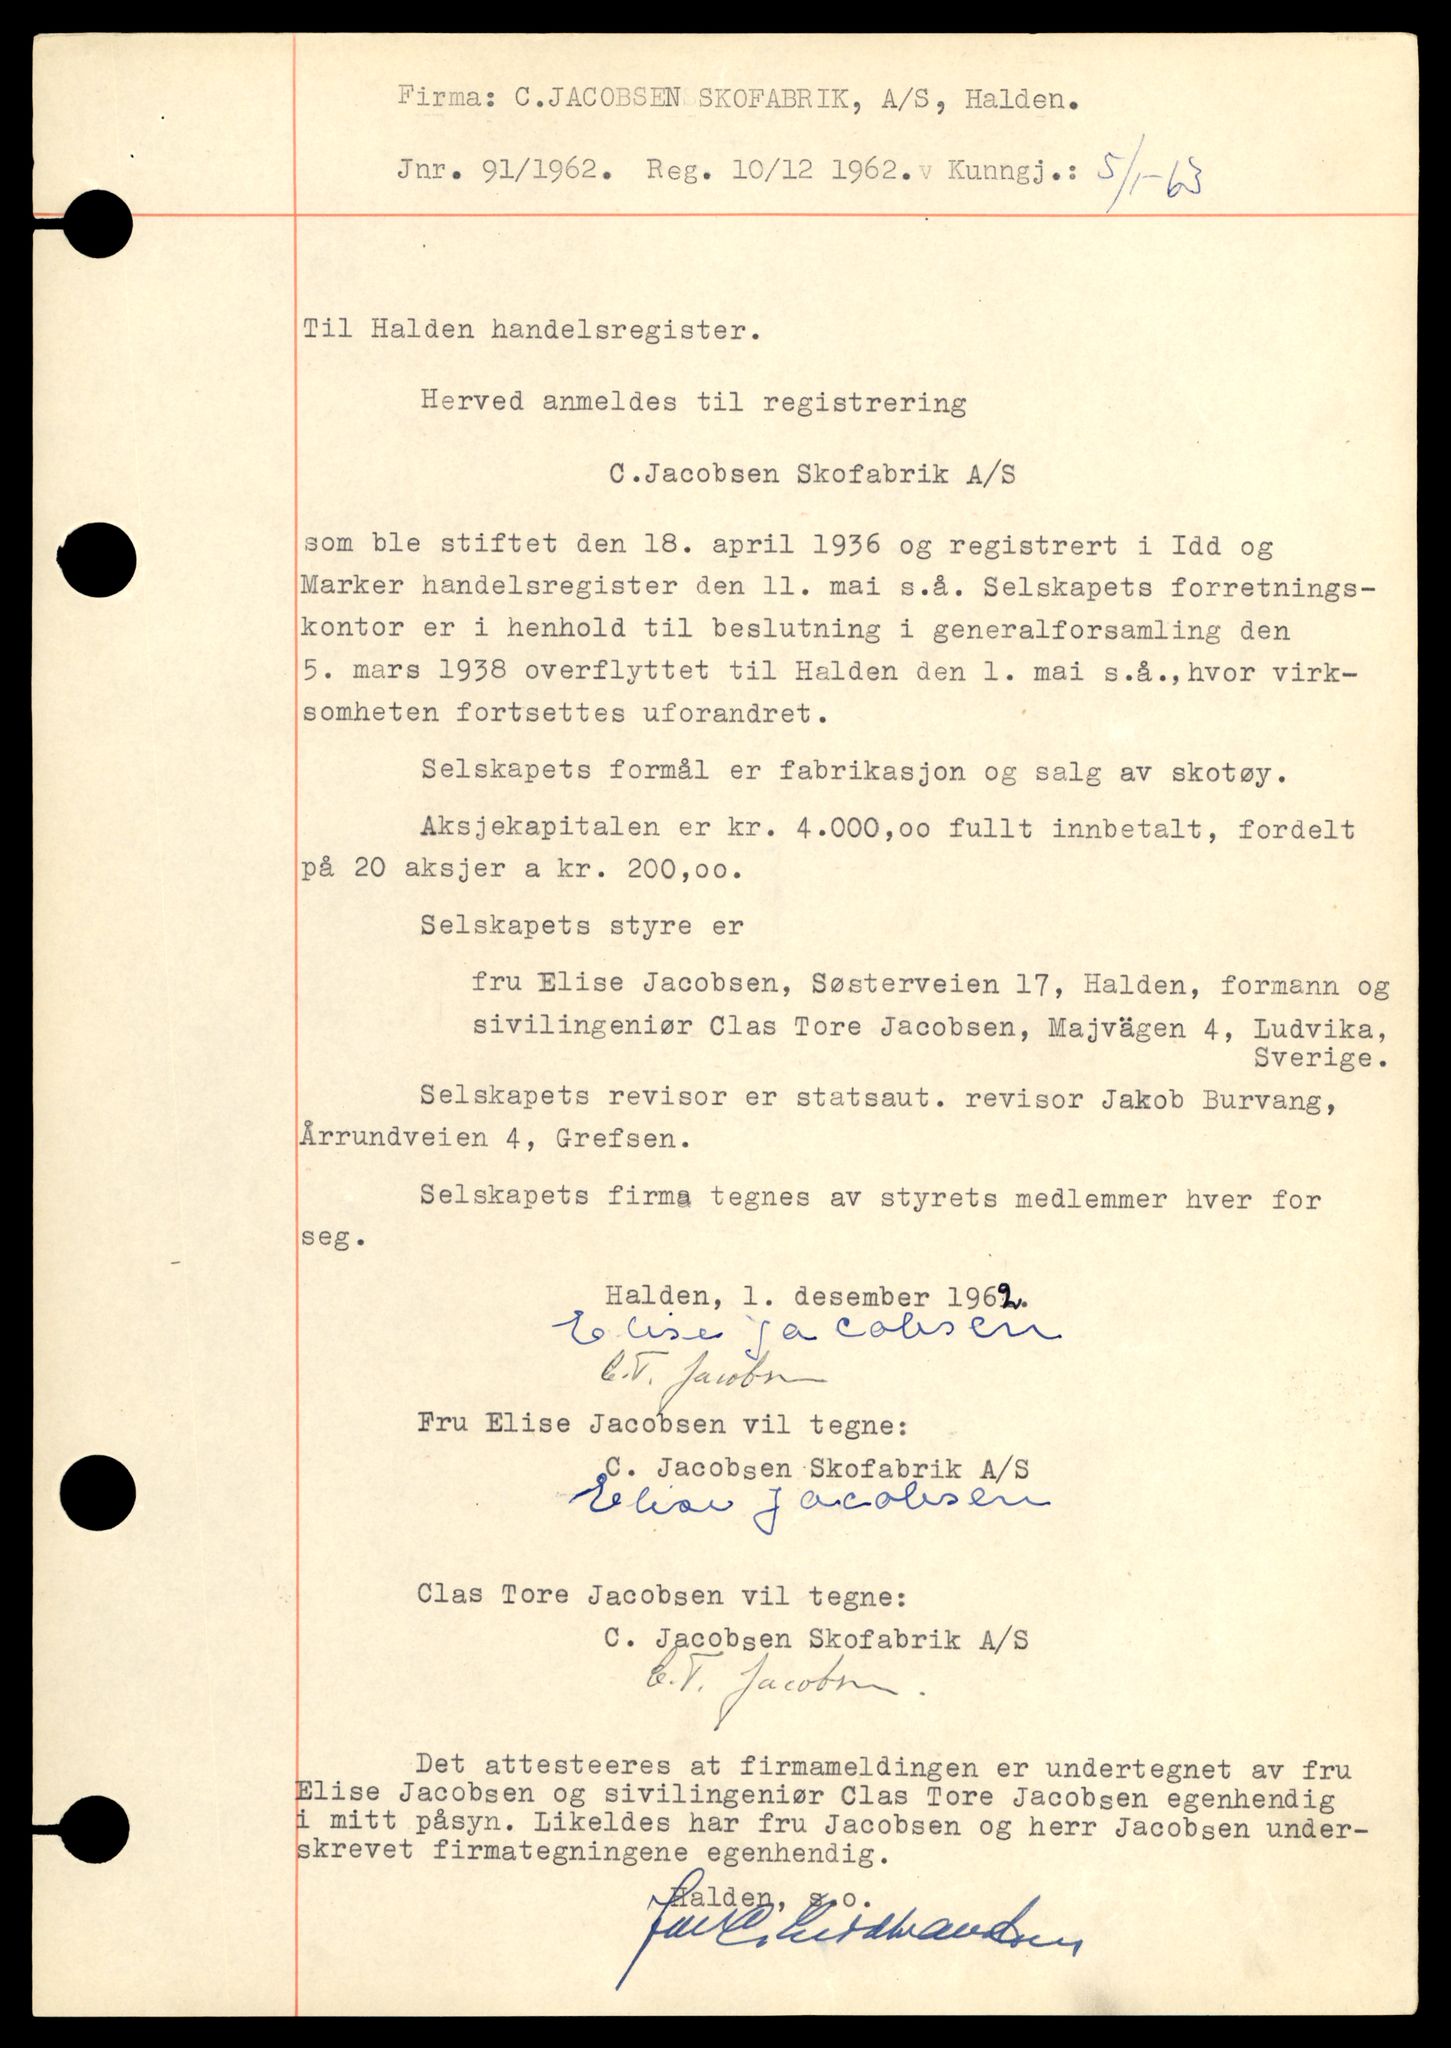 Firma: C.JACOBSEN SKOFABRIK, A/S, Halden.
Jnr. 91/1962. Reg. 10/12 1962. v Kunngj.: 5/1-63
Til Halden handelsregister.
Herved anmeldes til registrering
C.Jacobsen Skofabrik A/S
som ble stiftet den 18. april 1936 og registrert i Idd og
Marker handelsregister den 11. mai s.å. Selskapets forretnings-
kontor er i henhold til beslutning i generalforsamling den
5. mars 1938 overflyttet til Halden den 1. mai s.å.,hvor virk-
somheten fortsettes uforandret.
Selskapets formål er fabrikasjon og salg av skotøy.
Aksjekapitalen er kr. 4.000,oo fullt innbetalt, fordelt
på 20 aksjer a kr. 200,oo.
Selskapets styre er
fru Elise Jacobsen, Søsterveien 17, Halden, formann og
sivilingeniør Clas Tore Jacobsen, Majvägen 4, Ludvika,
Sverige.
Selskapets revisor er statsaut. revisor Jakob Burvang,
Årrundveien 4, Grefsen.
Selskapets firma tegnes av styrets medlemmer hver for
seg.
Halden, 1. desember 1962.
Elise Jacobsen
C.T. Jacobsen
Fru Elise Jacobsen vil tegne:
C. Jacobsen Skofabrik A/S
Elise Jacobsen
Clas Tore Jacobsen vil tegne:
C. Jacobsen Skofabrik A/S
C.T. Jacobsen.
Det attesteeres at firmameldingen er undertegnet av fru
Elise Jacobsen og sivilingeniør Clas Tore Jacobsen egenhendig
i mitt påsyn. Likeldes har fru Jacobsen og herr Jacobsen under-
skrevet firmategningene egenhendig.
Halden, s.o.